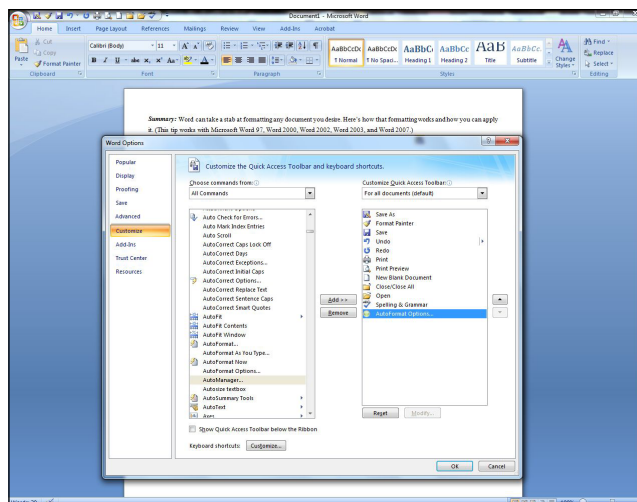 Document1 - Microsoft Word
Home Insert Page Layout References Mailings Review View Add-Ins Acrobat
Cut
Copy
Paste
Format Painter
Calibri (Body) 11
AaBbCcDc AaBbCcDc AaBbCc AaBbCc AaB AaBbCc.
¶ Normal ¶ No Spaci... Heading 1 Heading 2 Title Subtitle
Change Styles
Find
Replace
Select
Clipboard Font Paragraph Styles Editing
Summary: Word can take a stab at formatting any document you desire. Here's how that formatting works and how you can apply
it. (This tip works with Microsoft Word 97, Word 2000, Word 2002, Word 2003, and Word 2007.)
Word Options
Popular
Display
Proofing
Save
Advanced
Customize
Add-Ins
Trust Center
Resources
Customize the Quick Access Toolbar and keyboard shortcuts.
Choose commands from:
All Commands
Auto Check for Errors...
Auto Mark Index Entries
Auto Scroll
AutoCorrect Caps Lock Off
AutoCorrect Days
AutoCorrect Exceptions...
AutoCorrect Initial Caps
AutoCorrect Options...
AutoCorrect Replace Text
AutoCorrect Sentence Caps
AutoCorrect Smart Quotes
AutoFit
AutoFit Contents
AutoFit Window
AutoFormat...
AutoFormat As You Type...
AutoFormat Now
AutoFormat Options...
AutoManager...
Autosize textbox
AutoSummary Tools
AutoText
Axes
Add >>
Remove
Customize Quick Access Toolbar:
For all documents (default)
Save As
Format Painter
Save
Undo
Redo
Print
Print Preview
New Blank Document
Close/Close All
Open
Spelling & Grammar
AutoFormat Options...
Reset Modify...
Show Quick Access Toolbar below the Ribbon
Keyboard shortcuts: Customize...
OK Cancel